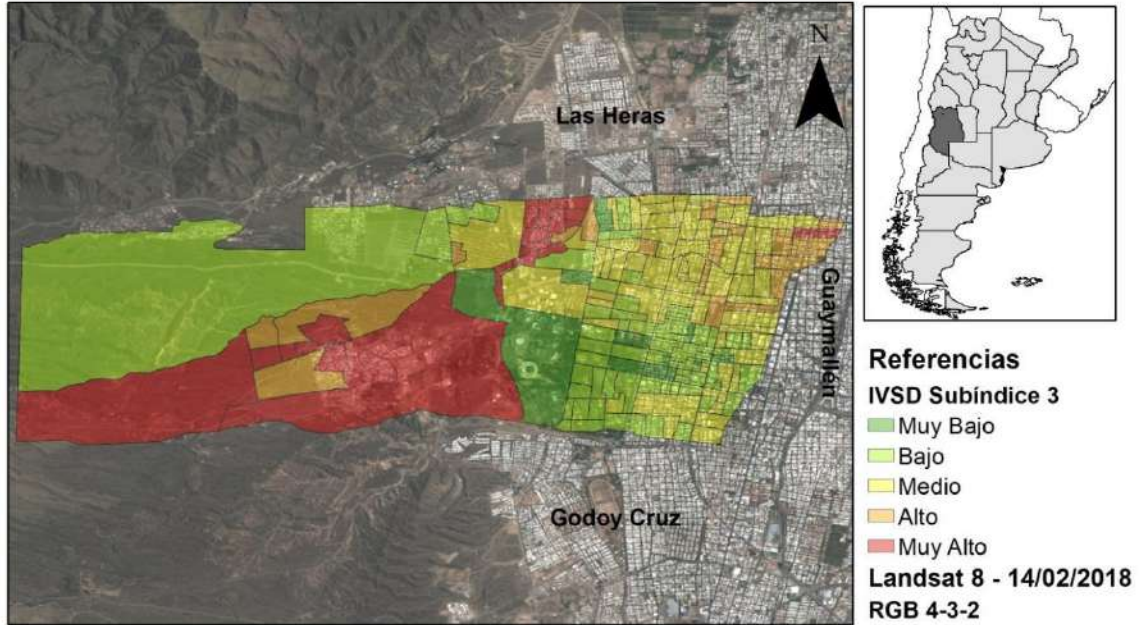 N
Las Heras
Guaymallén
Godoy Cruz
Referencias
IVSD Subíndice 3
Muy Bajo
Bajo
Medio
Alto
Muy Alto
Landsat 8 - 14/02/2018
RGB 4-3-2